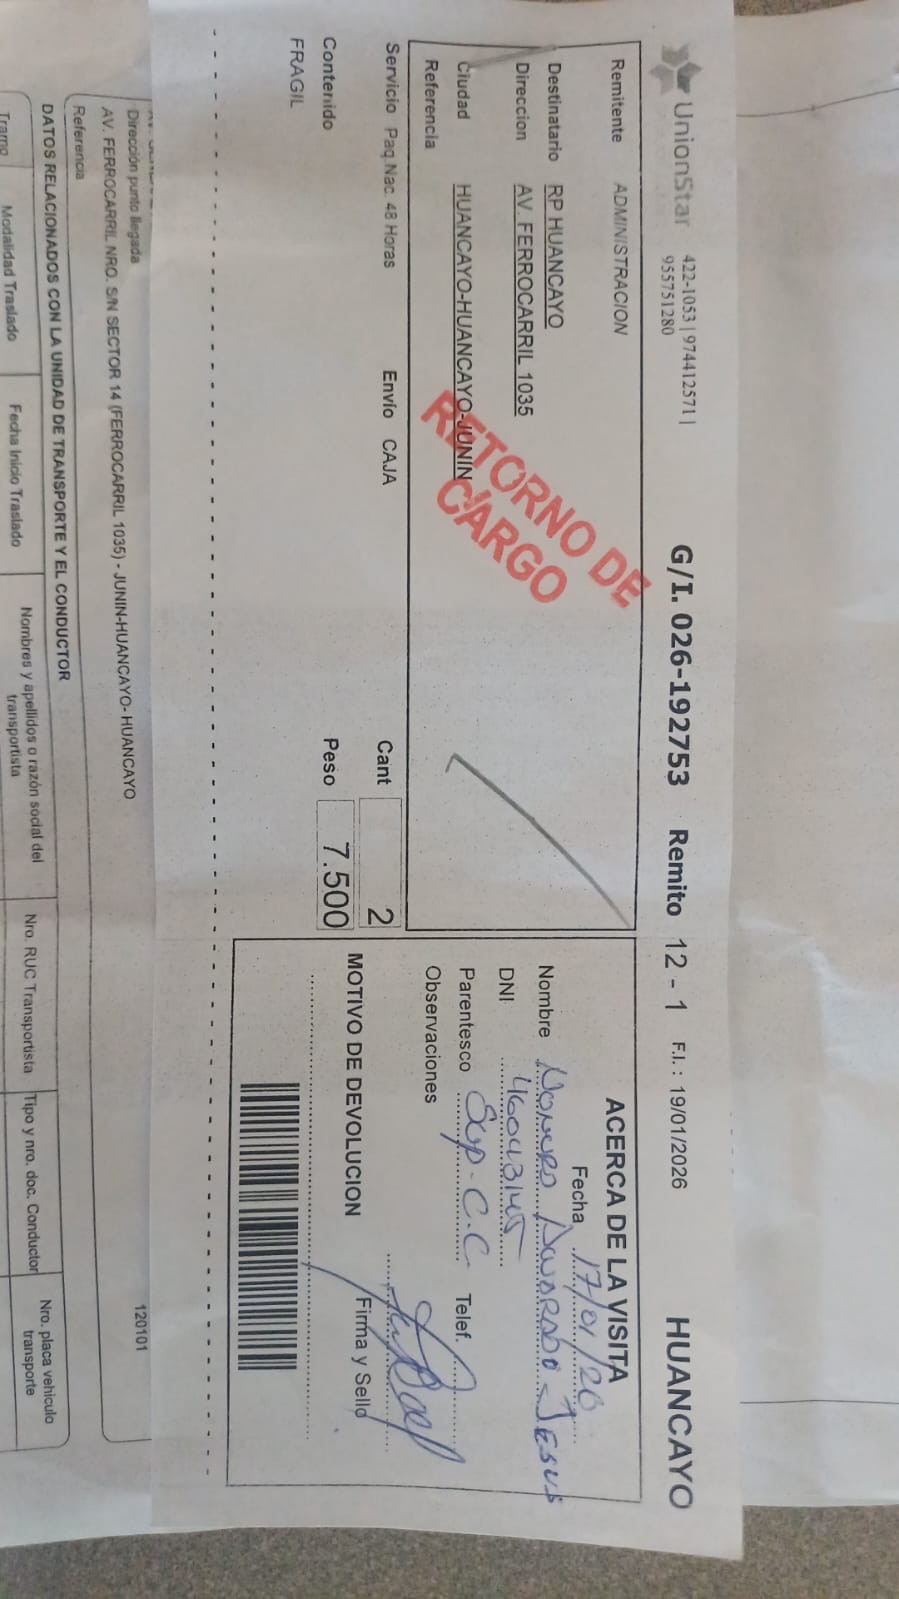 UnionStar
422-1053 | 974412571 |
955751280
G/I. 026-192753 Remito 12 - 1 F.I.: 19/01/2026 HUANCAYO
Remitente ADMINISTRACION
Destinatario RP HUANCAYO
Direccion AV. FERROCARRIL 1035
Ciudad HUANCAYO-HUANCAYO-JUNIN
Referencia
RETORNO DE
CARGO
Servicio Paq Nac 48 Horas Envío CAJA Cant 2
Contenido Peso 7.500
FRAGIL
ACERCA DE LA VISITA
Fecha 17/01/26
Nombre JESUS
DNI: 46043145
Parentesco Sup. C.C Telef.
Observaciones
Firma y Sello
MOTIVO DE DEVOLUCION
Dirección punto llegada
120101
AV. FERROCARRIL NRO. S/N SECTOR 14 (FERROCARRIL 1035) - JUNIN-HUANCAYO- HUANCAYO
Referencia
DATOS RELACIONADOS CON LA UNIDAD DE TRANSPORTE Y EL CONDUCTOR
Tramo
Modalidad Traslado
Fecha Inicio Traslado
Nombres y apellidos o razón social del
transportista
Nro. RUC Transportista
Tipo y nro. doc. Conductor
Nro. placa vehiculo
transporte